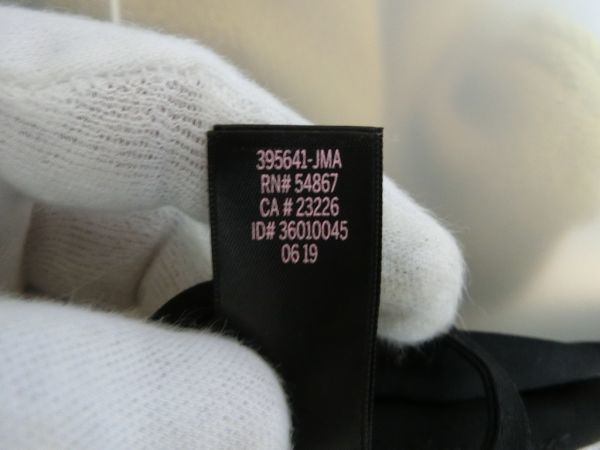 395641-JMA
RN# 54867
CA # 23226
ID# 36010045
06 19